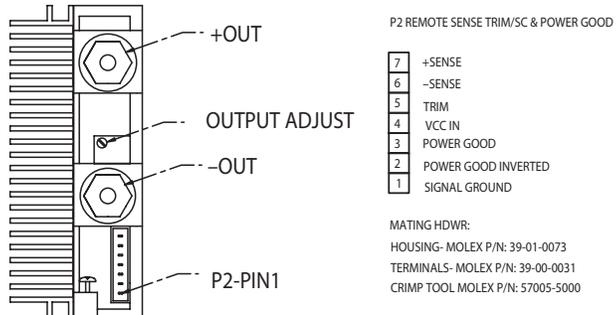 +OUT
OUTPUT ADJUST
–OUT
P2-PIN1
P2 REMOTE SENSE TRIM/SC & POWER GOOD
7 +SENSE
6 –SENSE
5 TRIM
4 VCC IN
3 POWER GOOD
2 POWER GOOD INVERTED
1 SIGNAL GROUND
MATING HDWR:
HOUSING- MOLEX P/N: 39-01-0073
TERMINALS- MOLEX P/N: 39-00-0031
CRIMP TOOL MOLEX P/N: 57005-5000